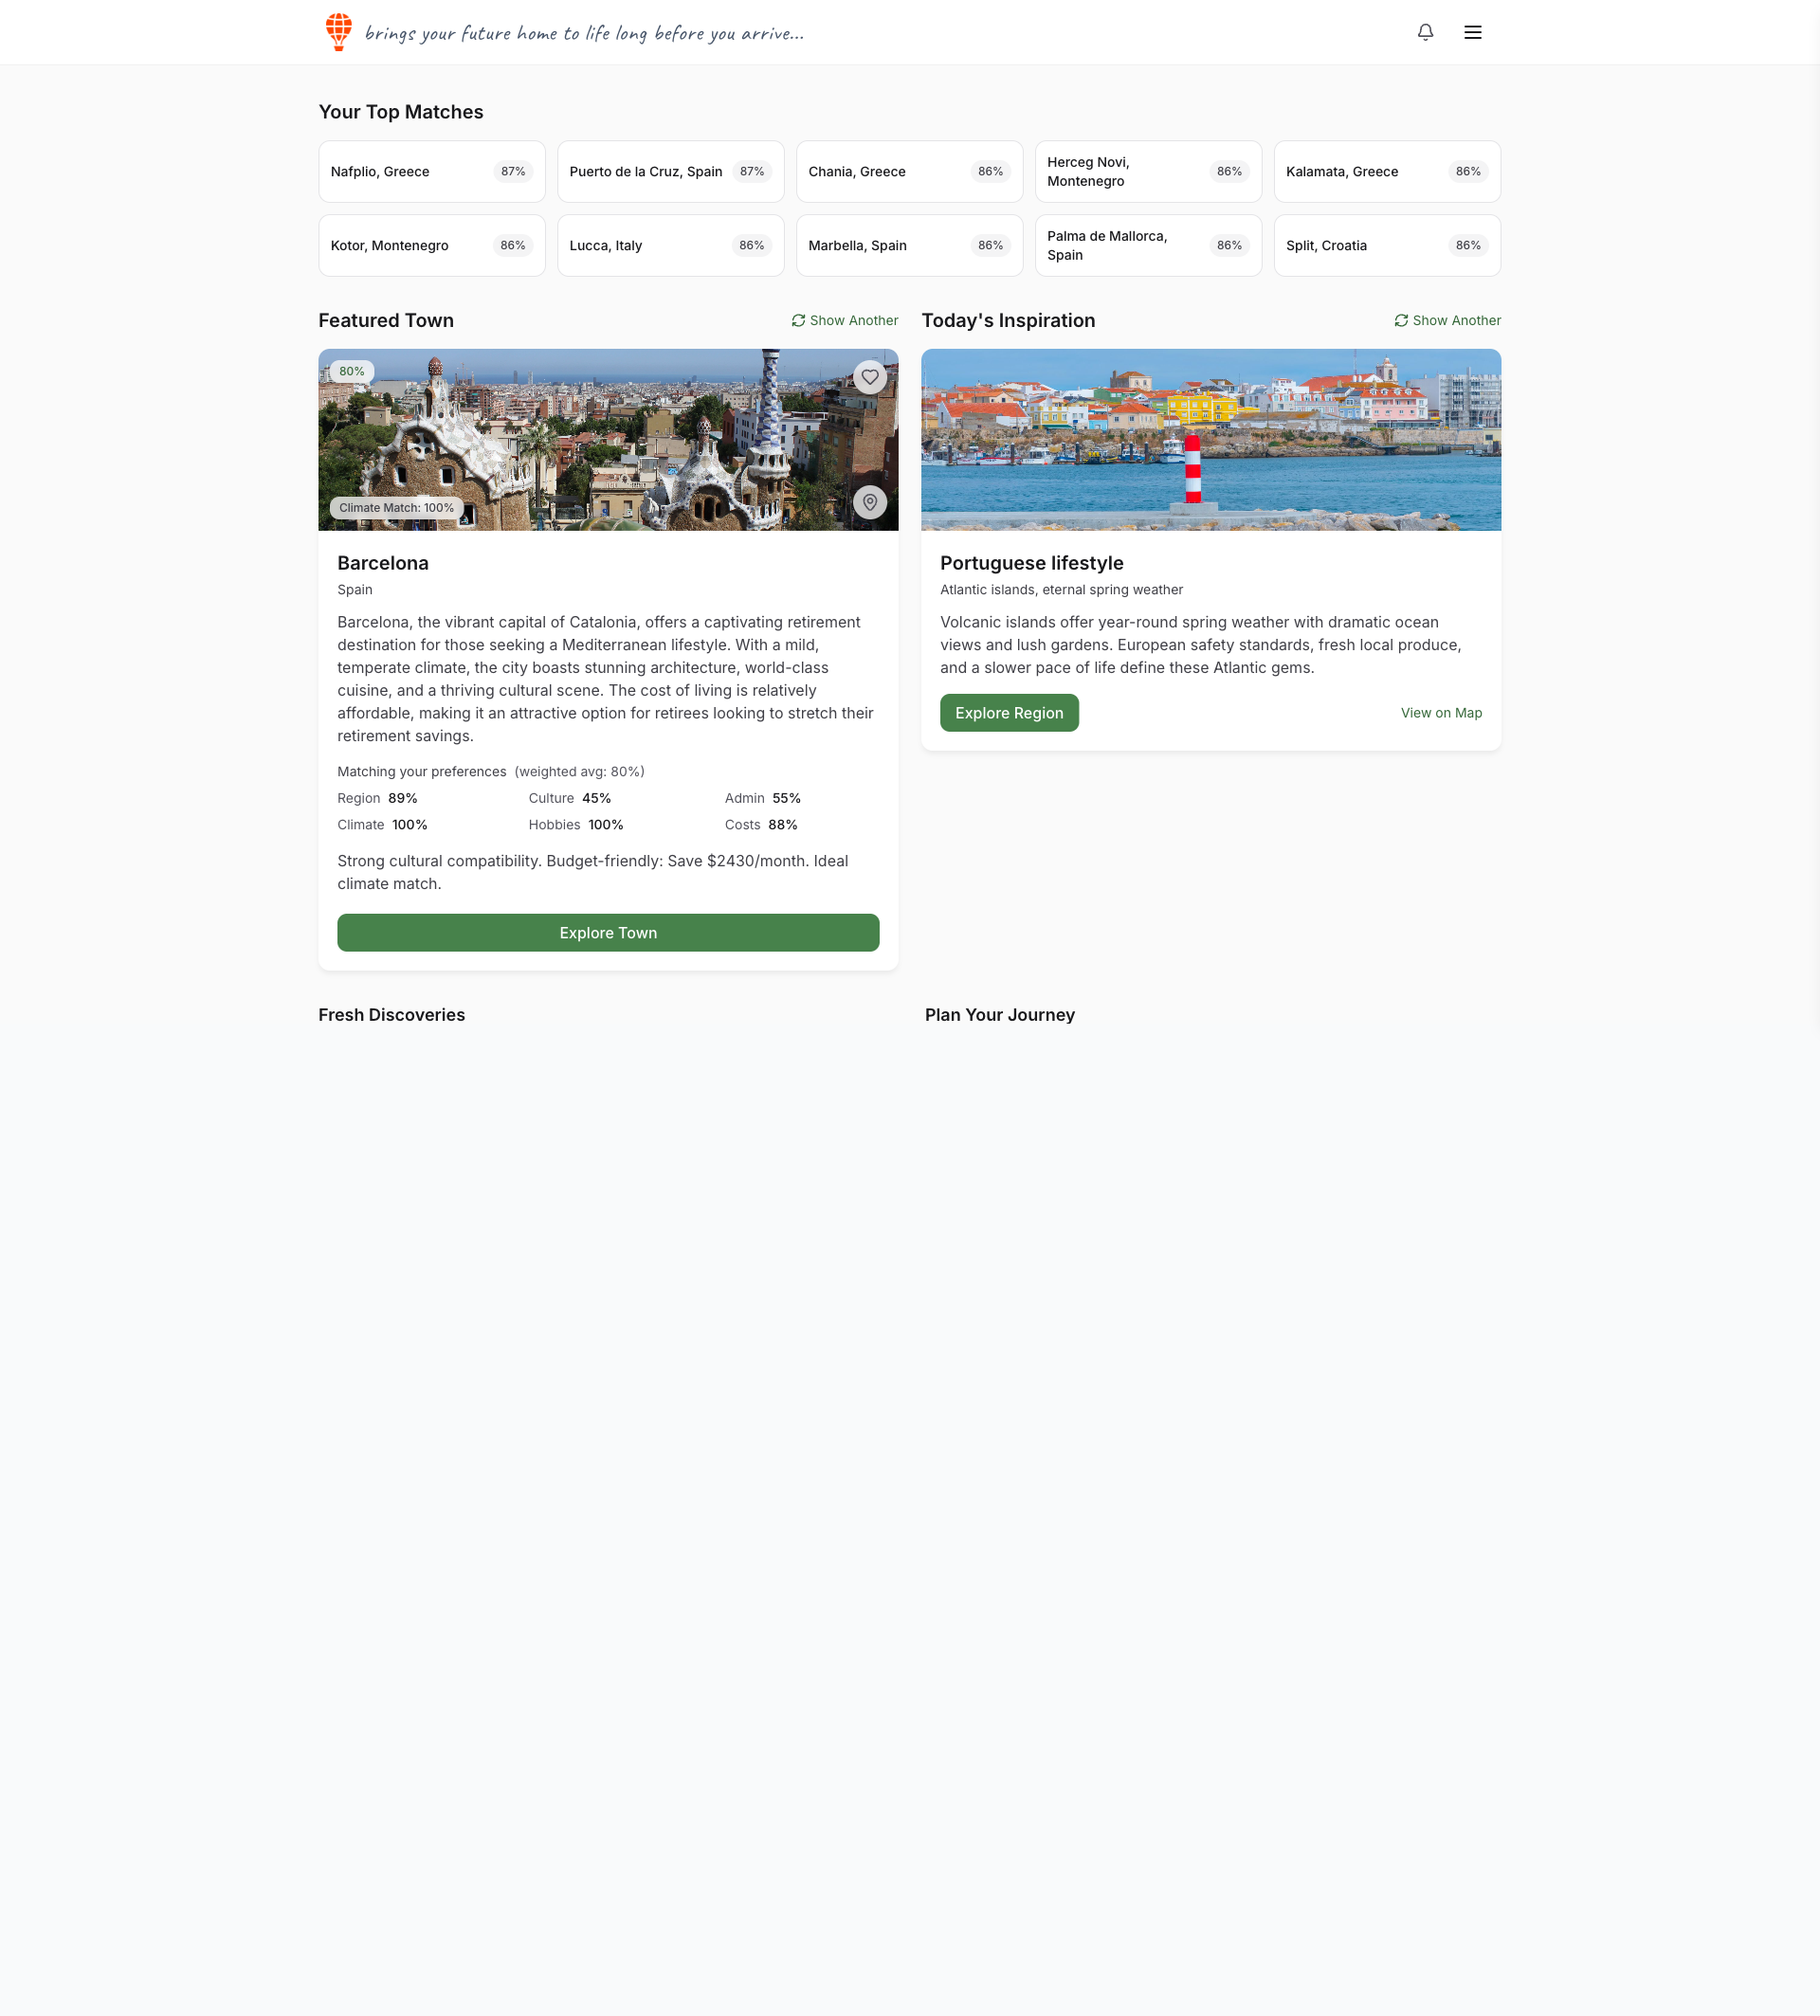 brings your future home to life long before you arrive...
Your Top Matches
Nafplio, Greece 87%
Puerto de la Cruz, Spain 87%
Chania, Greece 86%
Herceg Novi,
Montenegro 86%
Kalamata, Greece 86%
Kotor, Montenegro 86%
Lucca, Italy 86%
Marbella, Spain 86%
Palma de Mallorca,
Spain 86%
Split, Croatia 86%
Featured Town
Show Another
80%
Climate Match: 100%
Barcelona
Spain
Barcelona, the vibrant capital of Catalonia, offers a captivating retirement
destination for those seeking a Mediterranean lifestyle. With a mild,
temperate climate, the city boasts stunning architecture, world-class
cuisine, and a thriving cultural scene. The cost of living is relatively
affordable, making it an attractive option for retirees looking to stretch their
retirement savings.
Matching your preferences (weighted avg: 80%)
Region 89% Culture 45% Admin 55%
Climate 100% Hobbies 100% Costs 88%
Strong cultural compatibility. Budget-friendly: Save $2430/month. Ideal
climate match.
Explore Town
Today's Inspiration
Show Another
Portuguese lifestyle
Atlantic islands, eternal spring weather
Volcanic islands offer year-round spring weather with dramatic ocean
views and lush gardens. European safety standards, fresh local produce,
and a slower pace of life define these Atlantic gems.
Explore Region
View on Map
Fresh Discoveries
Plan Your Journey